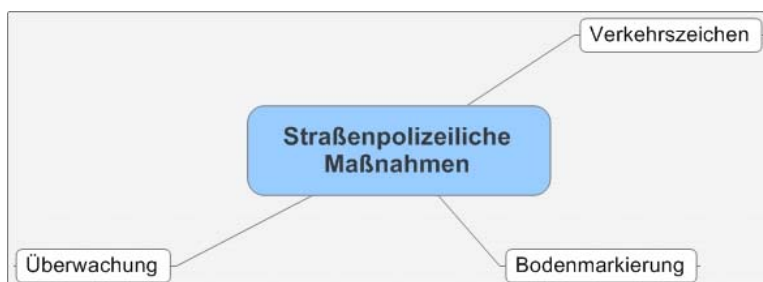 Verkehrszeichen
Straßenpolizeiliche
Maßnahmen
Überwachung
Bodenmarkierung